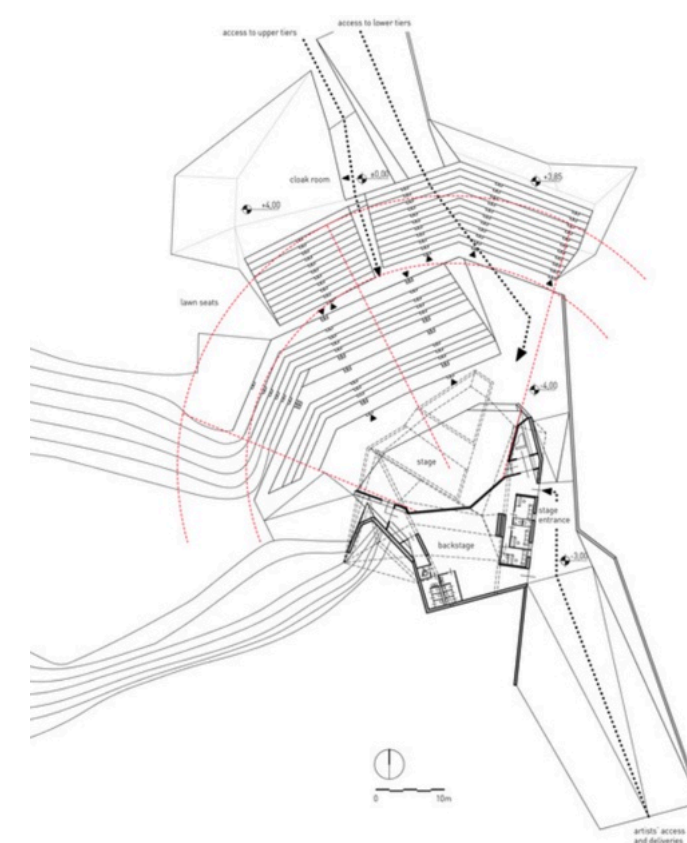 access to lower tiers
access to upper tiers
cloak room
±0,00
+3,85
+4,00
lawn seats
-4,00
stage
stage
entrance
backstage
-3,00
0 10m
artists' access
and deliveries